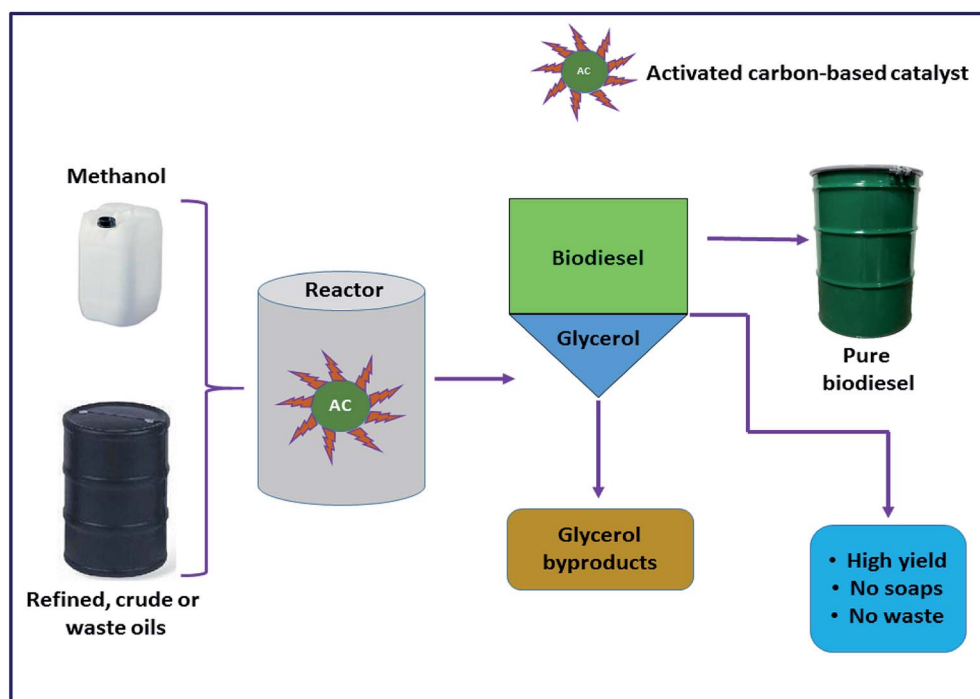 AC
Activated carbon-based catalyst
Methanol
Reactor
AC
Refined, crude or
waste oils
Biodiesel
Glycerol
Glycerol
byproducts
Pure
biodiesel
• High yield
• No soaps
• No waste